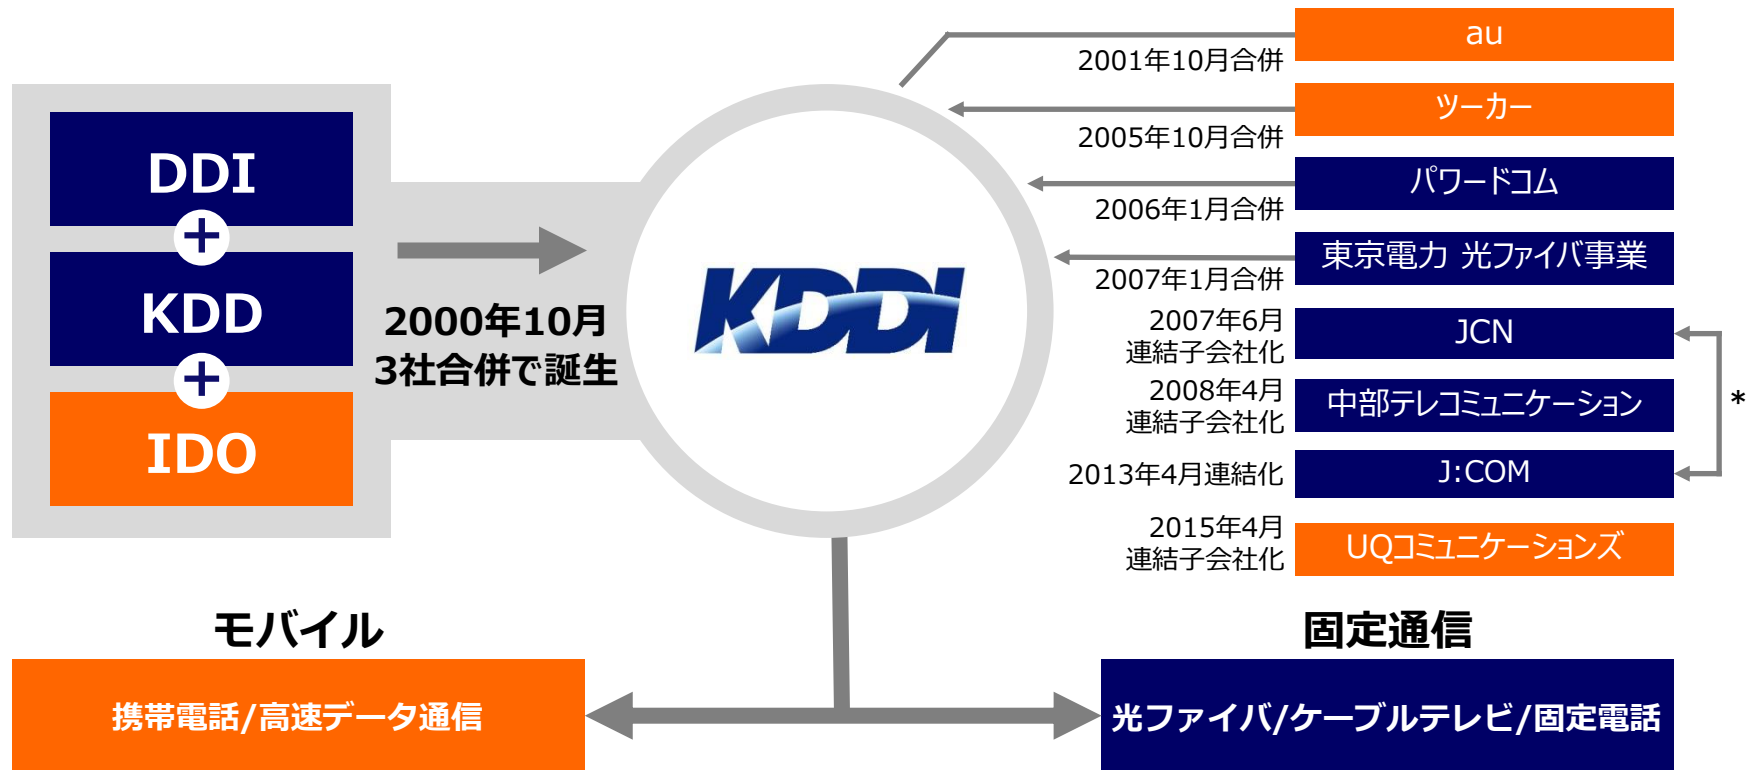 DDI
+
KDD
+
IDO
2000年10月
3社合併で誕生
KDDI
au
2001年10月合併
ツーカー
2005年10月合併
パワードコム
2006年1月合併
東京電力 光ファイバ事業
2007年1月合併
JCN
2007年6月
連結子会社化
中部テレコミュニケーション
2008年4月
連結子会社化
*
J:COM
2013年4月連結化
UQコミュニケーションズ
2015年4月
連結子会社化
モバイル
携帯電話/高速データ通信
固定通信
光ファイバ/ケーブルテレビ/固定電話